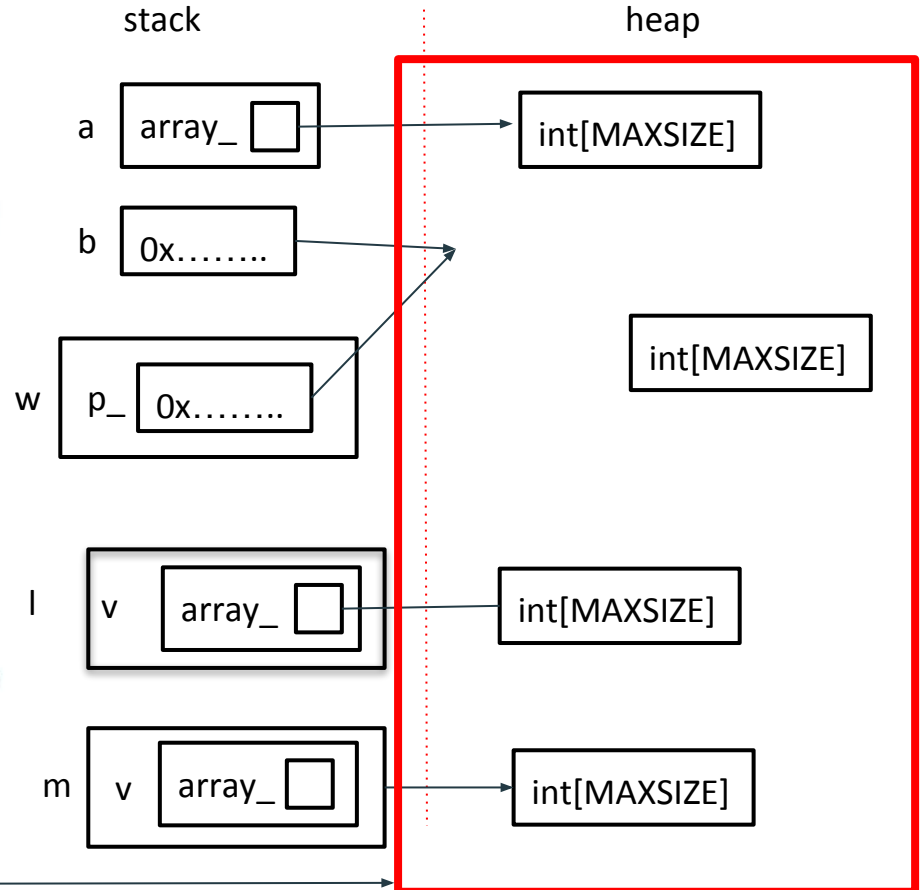 stack heap
a array_ int[MAXSIZE]
b 0x……..
int[MAXSIZE]
w p_ 0x……..
l v array_ int[MAXSIZE]
m v array_ int[MAXSIZE]